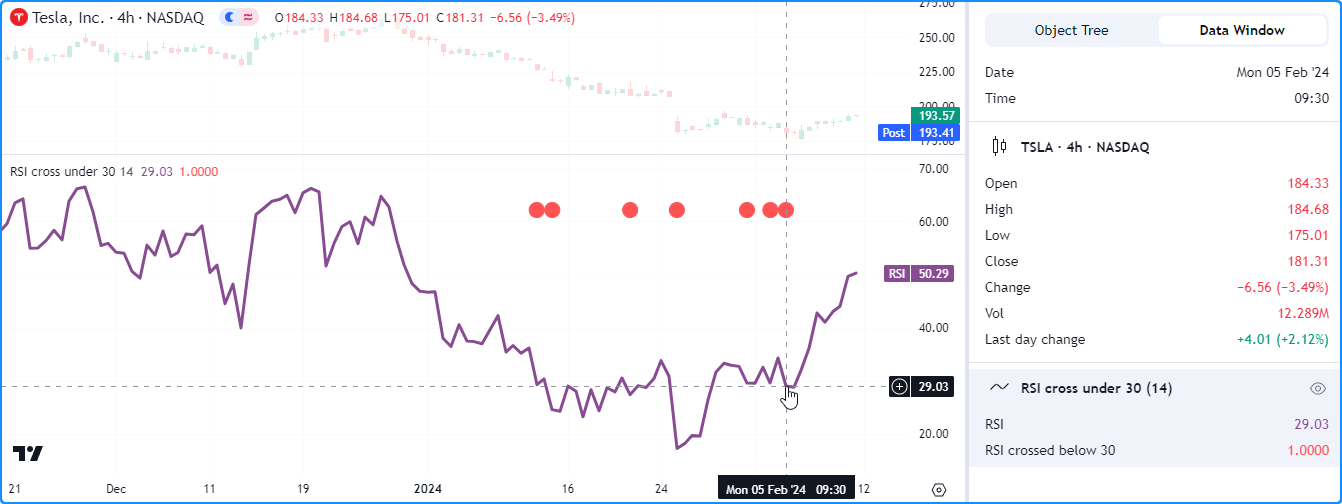 Tesla, Inc. · 4h · NASDAQ O184.33 H184.68 L175.01 C181.31 −6.56 (−3.49%)
275.00
250.00
225.00
200.00
193.57
Post 193.41
175.00
RSI cross under 30 14 29.03 1.0000
70.00
60.00
RSI 50.29
40.00
29.03
20.00
21 Dec 11 19 2024 16 24 Mon 05 Feb '24 09:30 12
Object Tree Data Window
Date Mon 05 Feb '24
Time 09:30
TSLA · 4h · NASDAQ
Open 184.33
High 184.68
Low 175.01
Close 181.31
Change −6.56 (−3.49%)
Vol 12.289M
Last day change +4.01 (+2.12%)
RSI cross under 30 (14)
RSI 29.03
RSI crossed below 30 1.0000